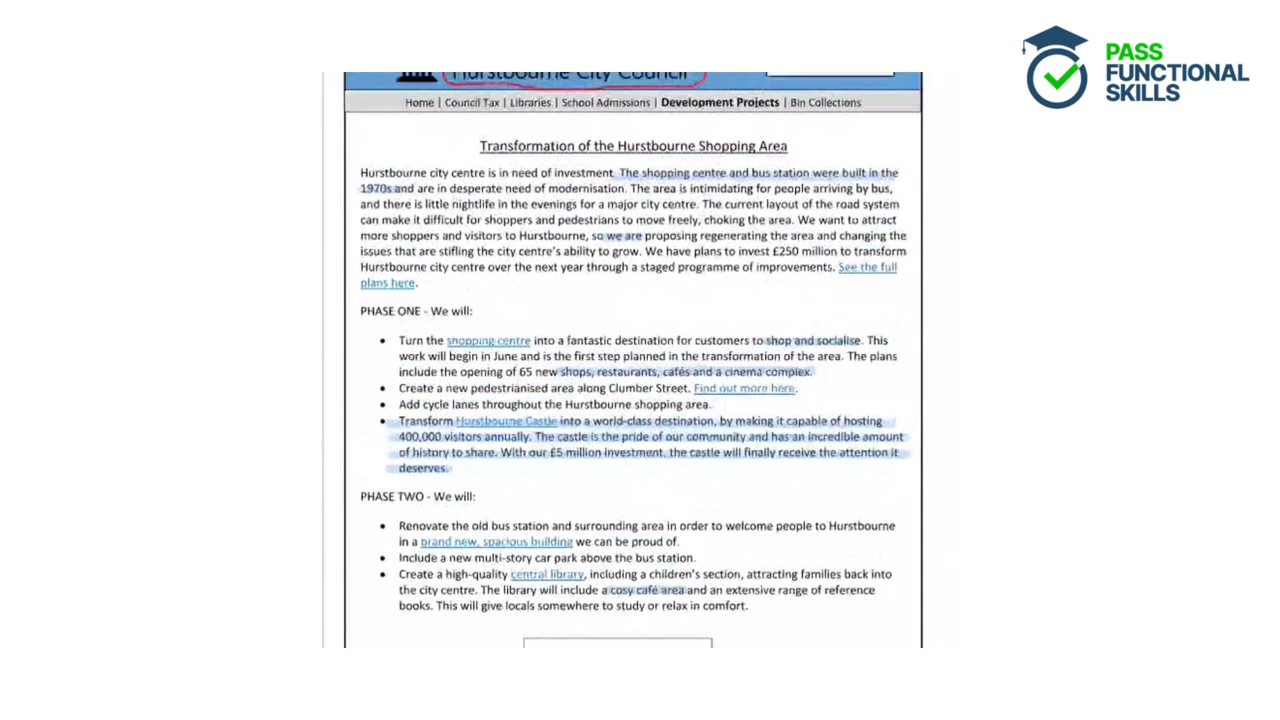 PASS
FUNCTIONAL
SKILLS
Hurstbourne City Council
Home | Council Tax | Libraries | School Admissions | Development Projects | Bin Collections
Transformation of the Hurstbourne Shopping Area
Hurstbourne city centre is in need of investment. The shopping centre and bus station were built in the
1970s and are in desperate need of modernisation. The area is intimidating for people arriving by bus,
and there is little nightlife in the evenings for a major city centre. The current layout of the road system
can make it difficult for shoppers and pedestrians to move freely, choking the area. We want to attract
more shoppers and visitors to Hurstbourne, so we are proposing regenerating the area and changing the
issues that are stifling the city centre's ability to grow. We have plans to invest £250 million to transform
Hurstbourne city centre over the next year through a staged programme of improvements. See the full
plans here.
PHASE ONE - We will:
• Turn the shopping centre into a fantastic destination for customers to shop and socialise. This
work will begin in June and is the first step planned in the transformation of the area. The plans
include the opening of 65 new shops, restaurants, cafés and a cinema complex.
• Create a new pedestrianised area along Clumber Street. Find out more here.
• Add cycle lanes throughout the Hurstbourne shopping area.
• Transform Hurstbourne Castle into a world-class destination, by making it capable of hosting
400,000 visitors annually. The castle is the pride of our community and has an incredible amount
of history to share. With our £5 million investment, the castle will finally receive the attention it
deserves.
PHASE TWO - We will:
• Renovate the old bus station and surrounding area in order to welcome people to Hurstbourne
in a brand new, spacious building we can be proud of.
• Include a new multi-story car park above the bus station.
• Create a high-quality central library, including a children's section, attracting families back into
the city centre. The library will include a cosy café area and an extensive range of reference
books. This will give locals somewhere to study or relax in comfort.